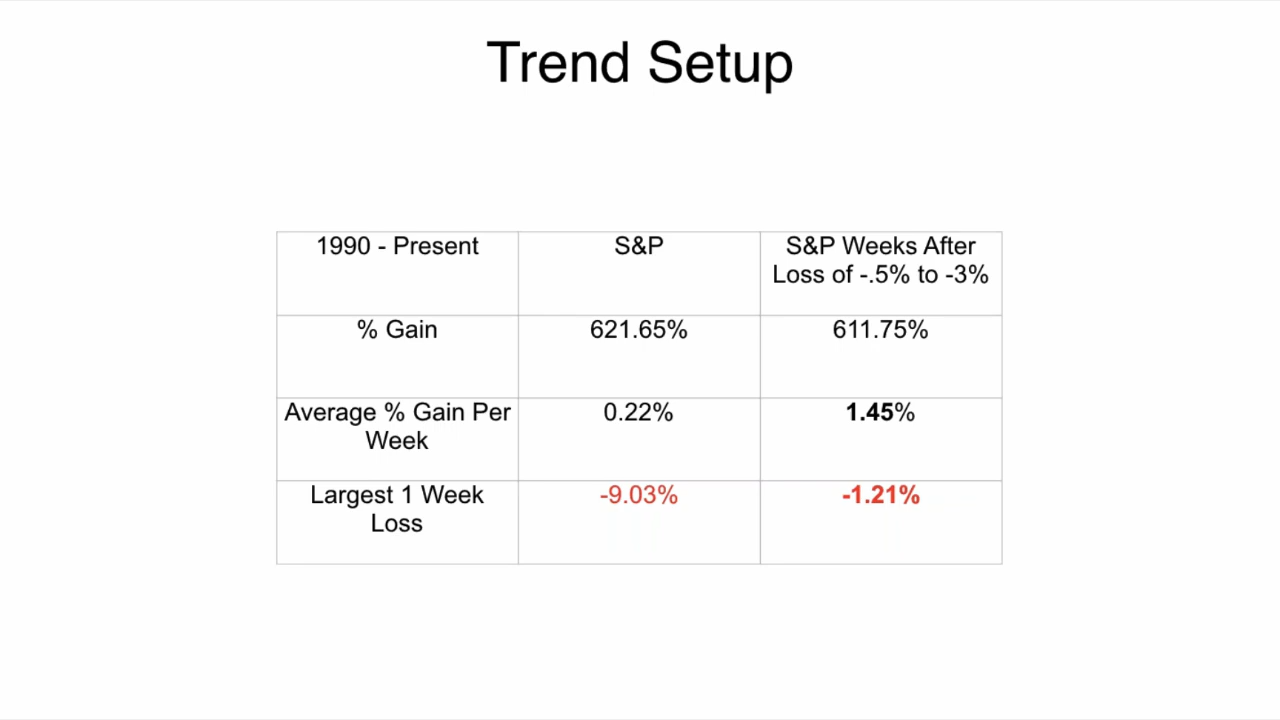 Trend Setup
1990 - Present
S&P
S&P Weeks After
Loss of -.5% to -3%
% Gain
621.65%
611.75%
Average % Gain Per
Week
0.22%
1.45%
Largest 1 Week
Loss
-9.03%
-1.21%